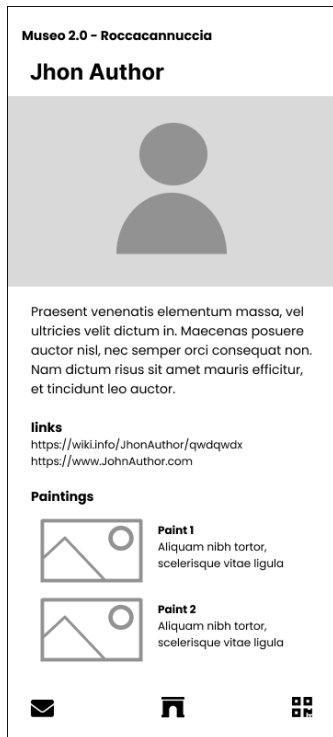 Museo 2.0 - Roccacannuccia
Jhon Author
Praesent venenatis elementum massa, vel
ultricies velit dictum in. Maecenas posuere
auctor nisl, nec semper orci consequat non.
Nam dictum risus sit amet mauris efficitur,
et tincidunt leo auctor.
links
https://wiki.info/JhonAuthor/qwdqwdx
https://www.JohnAuthor.com
Paintings
Paint 1
Aliquam nibh tortor,
scelerisque vitae ligula
Paint 2
Aliquam nibh tortor,
scelerisque vitae ligula